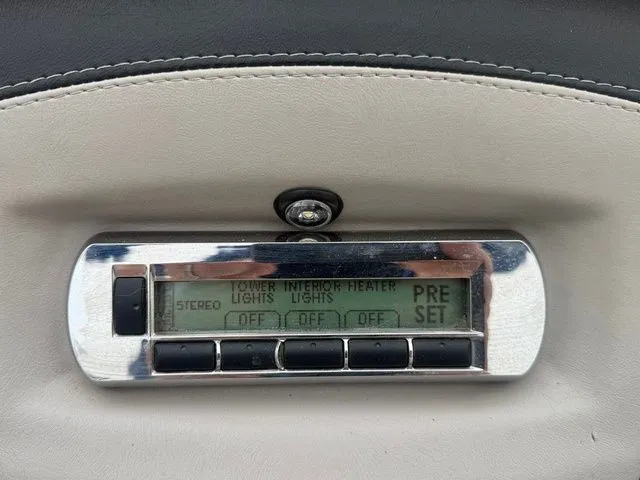 TOWER INTERIOR HEATER PRE
STEREO LIGHTS LIGHTS SET
OFF OFF OFF